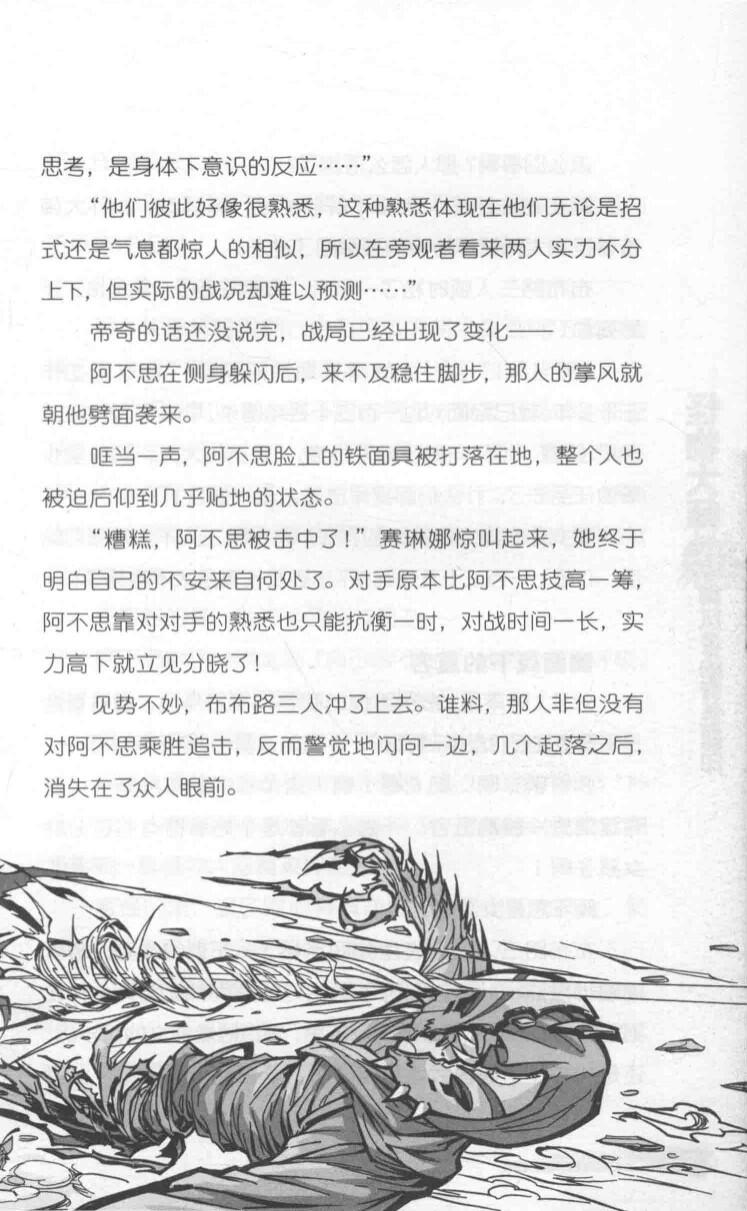 思考，是身体下意识的反应……”
“他们彼此好像很熟悉，这种熟悉体现在他们无论是招
式还是气息都惊人的相似，所以在旁观者看来两人实力不分
上下，但实际的战况却难以预测……”
帝奇的话还没说完，战局已经出现了变化——
阿不思在侧身躲闪后，来不及稳住脚步，那人的掌风就
朝他劈面袭来。
哐当一声，阿不思脸上的铁面具被打落在地，整个人也
被迫后仰到几乎贴地的状态。
“糟糕，阿不思被击中了！”赛琳娜惊叫起来，她终于
明白自己的不安来自何处了。对手原本比阿不思技高一筹，
阿不思靠对对手的熟悉也只能抗衡一时，对战时间一长，实
力高下就立见分晓了！
见势不妙，布布路三人冲了上去。谁料，那人非但没有
对阿不思乘胜追击，反而警觉地闪向一边，几个起落之后，
消失在了众人眼前。